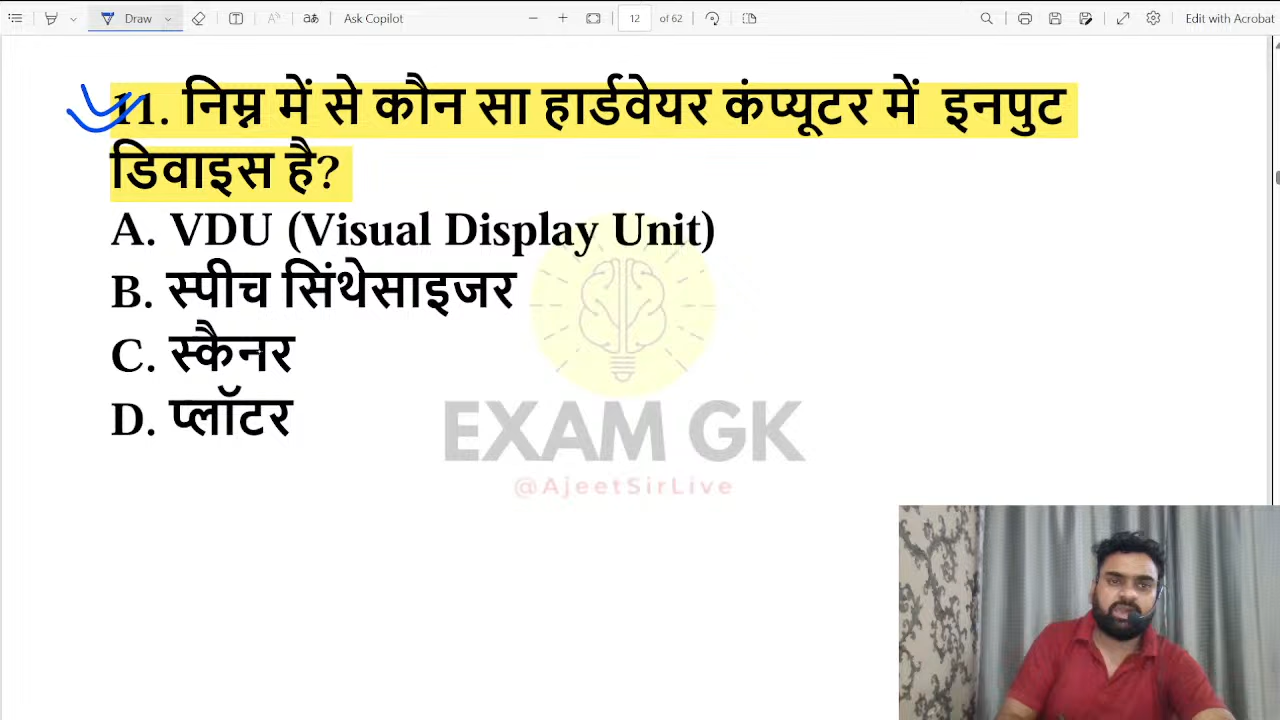 Draw
Ask Copilot
12 of 62
Edit with Acrobat
11. निम्न में से कौन सा हार्डवेयर कंप्यूटर में इनपुट
डिवाइस है?
A. VDU (Visual Display Unit)
B. स्पीच सिंथेसाइजर
C. स्कैनर
D. प्लॉटर
EXAM GK
@AjeetSirLive